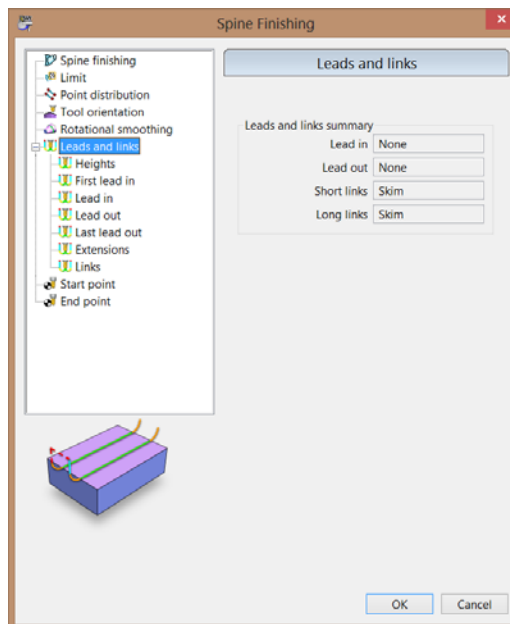 Spine Finishing
Spine finishing
Limit
Point distribution
Tool orientation
Rotational smoothing
Leads and links
Heights
First lead in
Lead in
Lead out
Last lead out
Extensions
Links
Start point
End point
Leads and links
Leads and links summary
Lead in None
Lead out None
Short links Skim
Long links Skim
OK Cancel